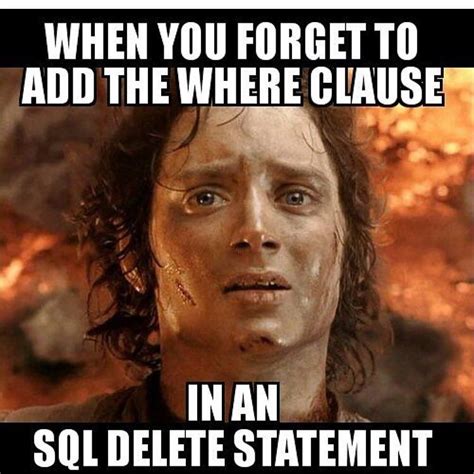 WHEN YOU FORGET TO
ADD THE WHERE CLAUSE
IN AN
SQL DELETE STATEMENT